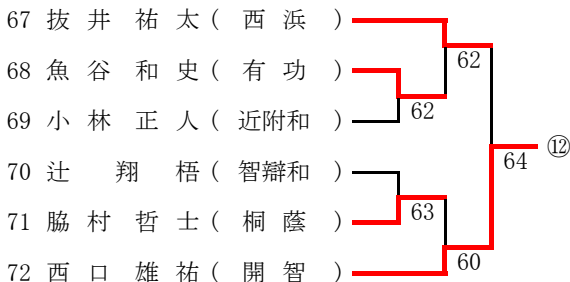 67 抜井 祐太（西浜）
68 魚谷 和史（有功）
69 小林 正人（近附和）
70 辻 翔梧（智辯和）
71 脇村 哲士（桐蔭）
72 西口 雄祐（開智）
62
62
64 ⑫
63
60